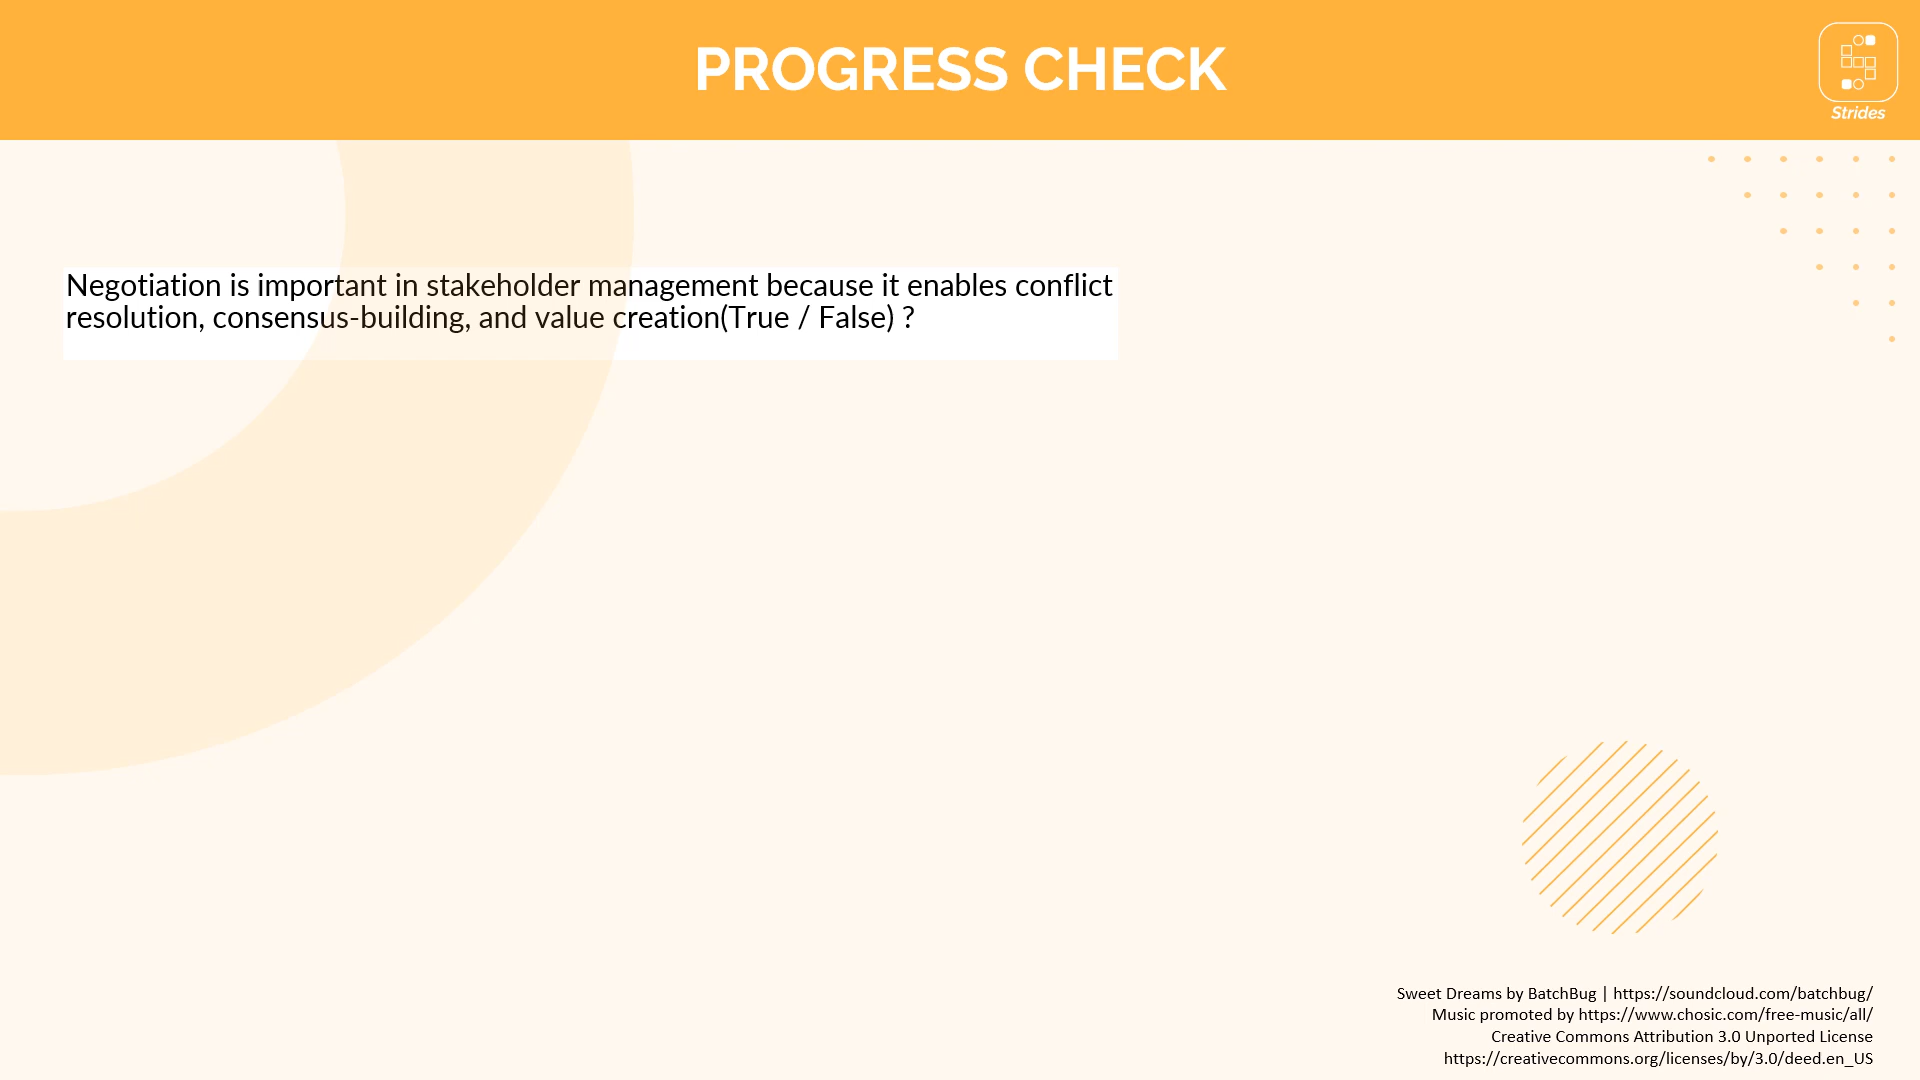 PROGRESS CHECK
Strides
Negotiation is important in stakeholder management because it enables conflict
resolution, consensus-building, and value creation(True / False) ?
Sweet Dreams by BatchBug | https://soundcloud.com/batchbug/
Music promoted by https://www.chosic.com/free-music/all/
Creative Commons Attribution 3.0 Unported License
https://creativecommons.org/licenses/by/3.0/deed.en_US